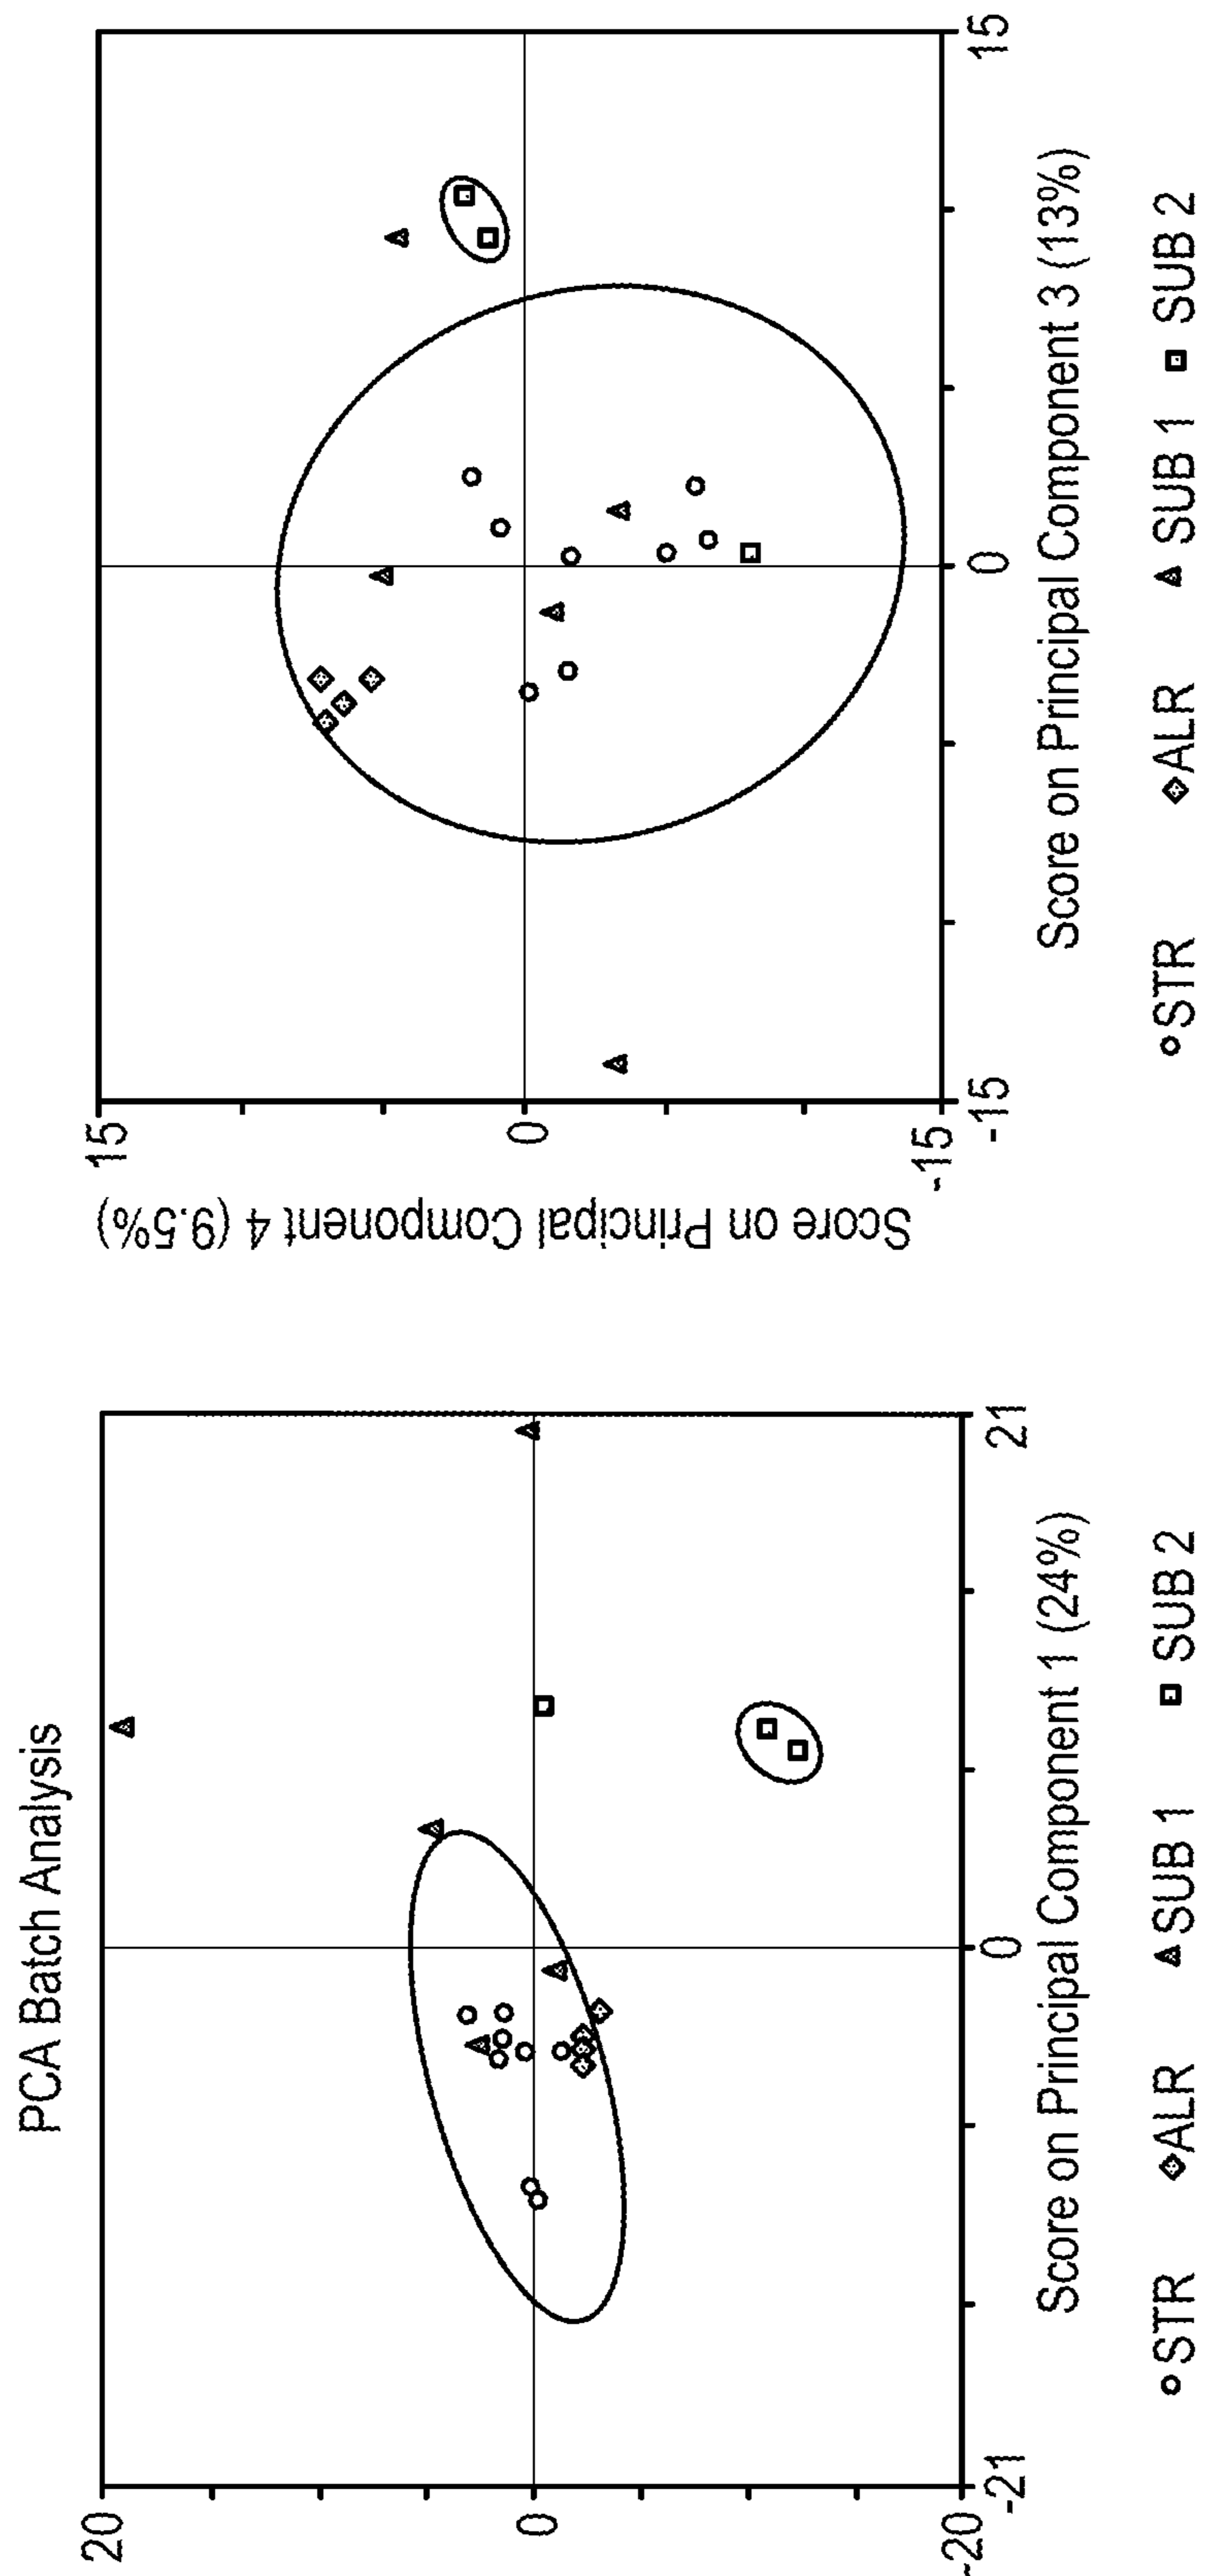 PCA Batch Analysis
20
0
-20
-21
0
21
Score on Principal Component 1 (24%)
STR ALR SUB 1 SUB 2
Score on Principal Component 4 (9.5%)
15
0
-15
-15
0
15
Score on Principal Component 3 (13%)
STR ALR SUB 1 SUB 2